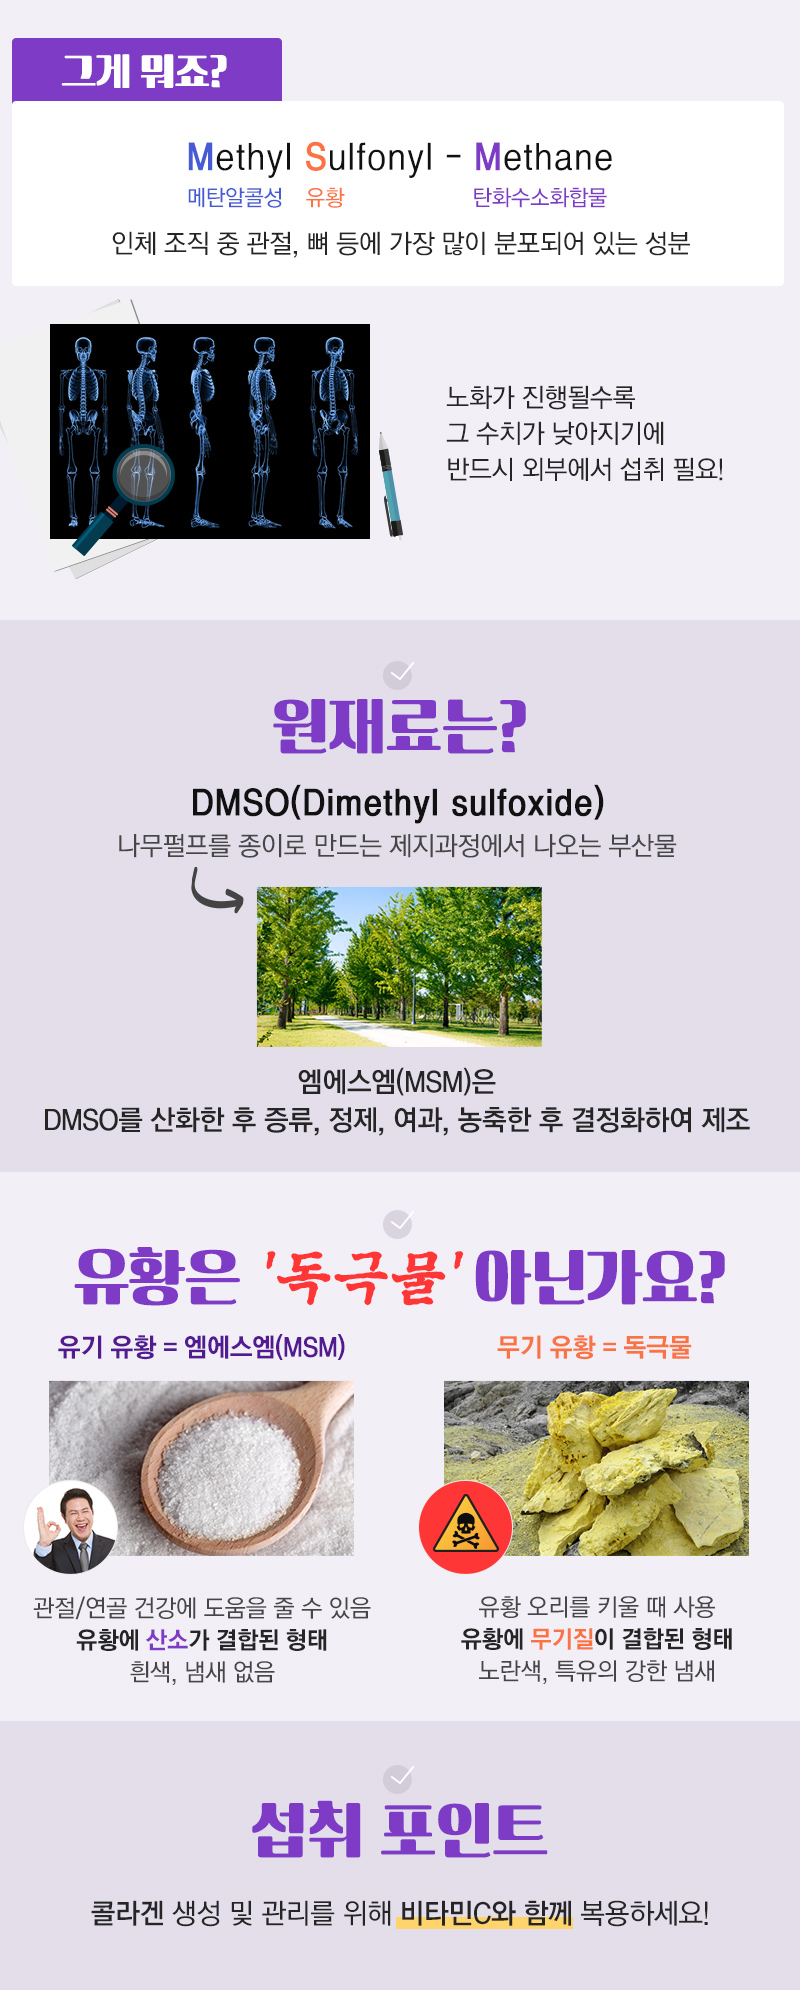 그게 뭐죠?
Methyl Sulfonyl - Methane
메탄알콜성 유황 탄화수소화합물
인체 조직 중 관절, 뼈 등에 가장 많이 분포되어 있는 성분
노화가 진행될수록
그 수치가 낮아지기에
반드시 외부에서 섭취 필요!
원재료는?
DMSO(Dimethyl sulfoxide)
나무펄프를 종이로 만드는 제지과정에서 나오는 부산물
엠에스엠(MSM)은
DMSO를 산화한 후 증류, 정제, 여과, 농축한 후 결정화하여 제조
유황은 '독극물' 아닌가요?
유기 유황 = 엠에스엠(MSM)
관절/연골 건강에 도움을 줄 수 있음
유황에 산소가 결합된 형태
흰색, 냄새 없음
무기 유황 = 독극물
유황 오리를 키울 때 사용
유황에 무기질이 결합된 형태
노란색, 특유의 강한 냄새
섭취 포인트
콜라겐 생성 및 관리를 위해 비타민C와 함께 복용하세요!